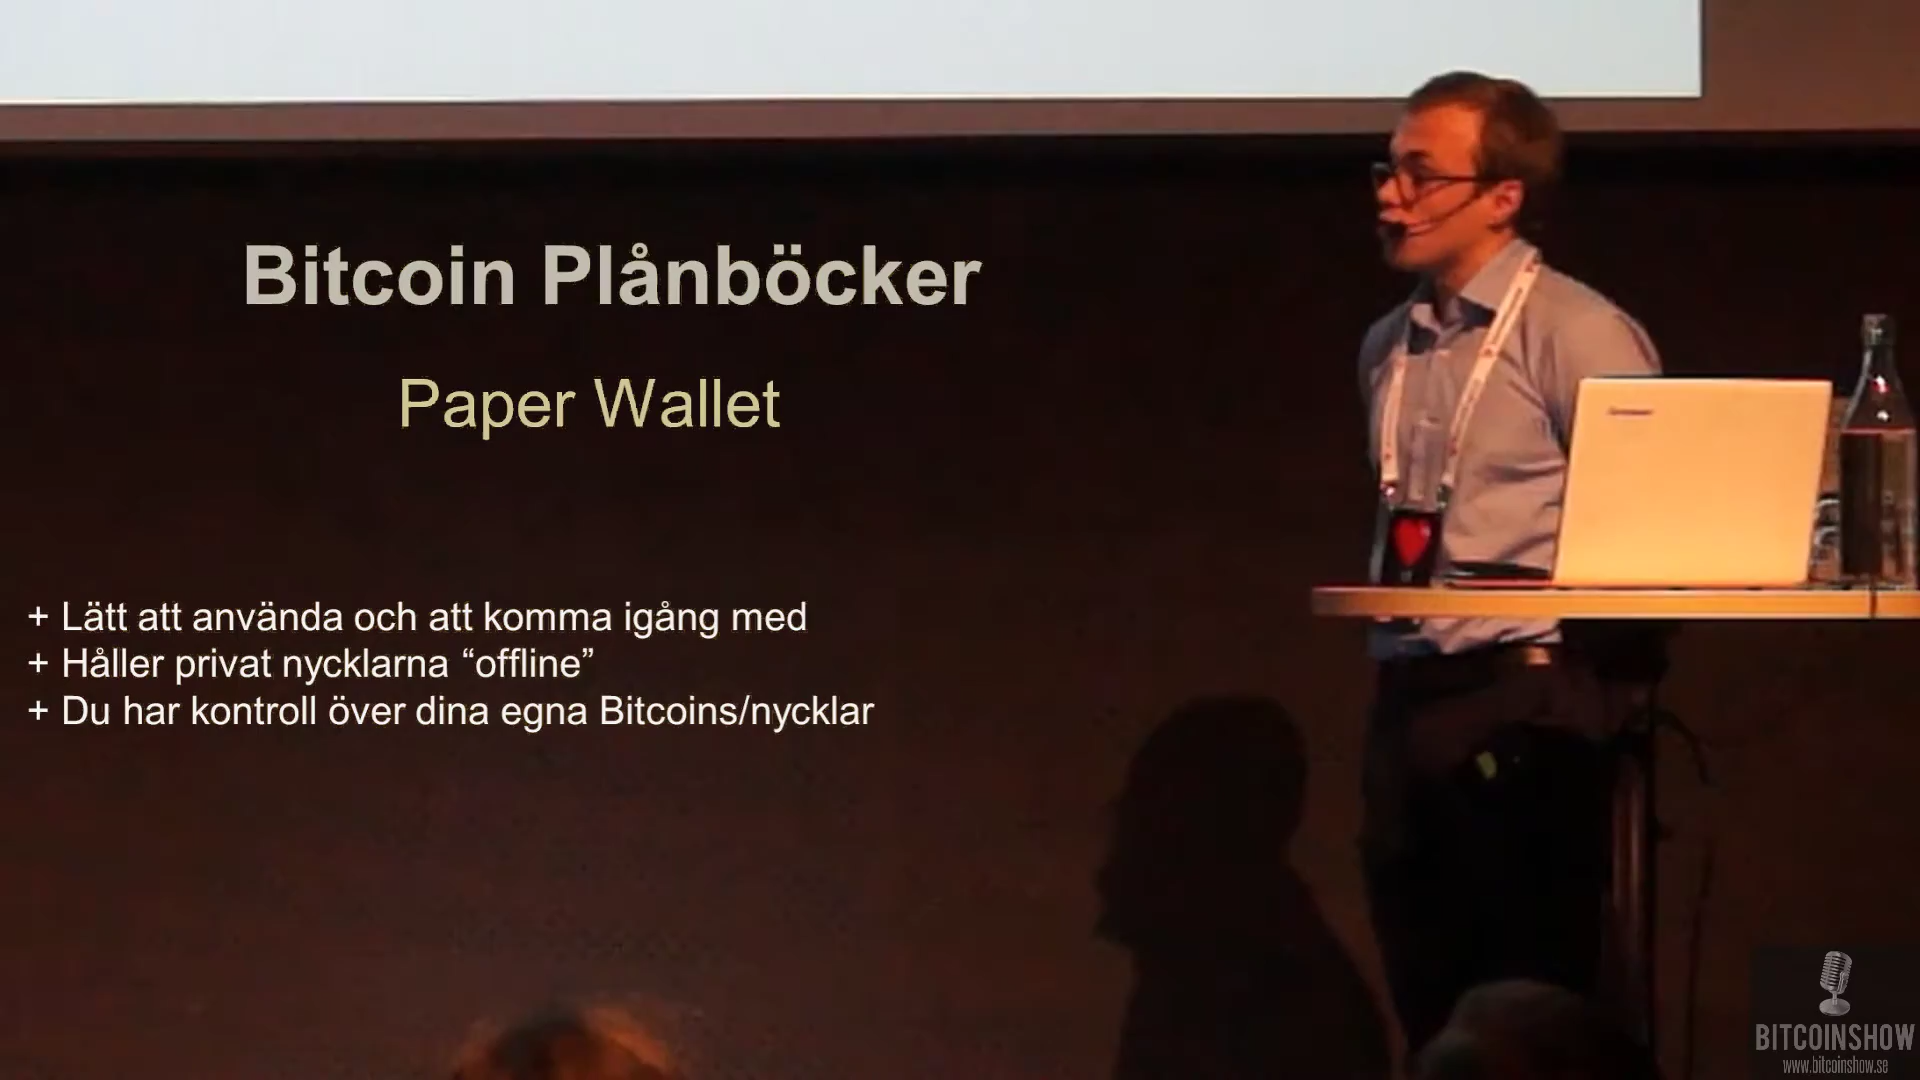 Bitcoin Plånböcker
Paper Wallet
+ Lätt att använda och att komma igång med
+ Håller privat nycklarna “offline”
+ Du har kontroll över dina egna Bitcoins/nycklar
BITCOINSHOW
www.bitcoinshow.se